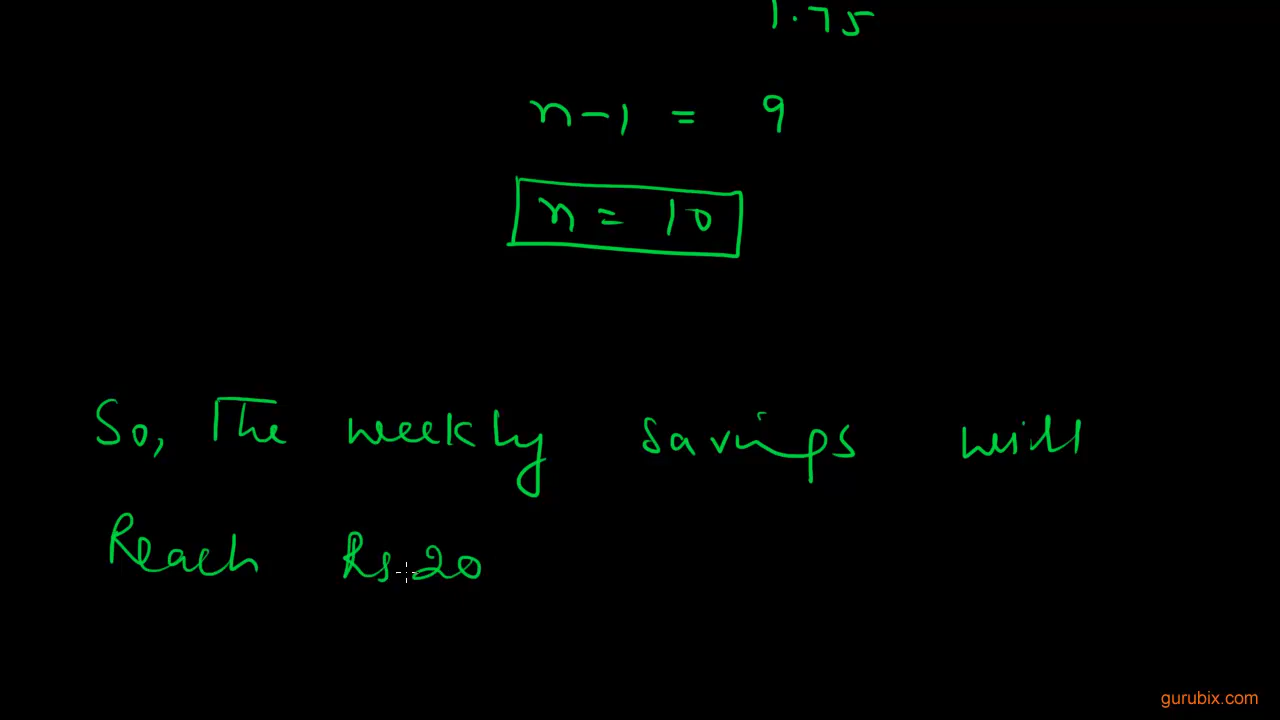 1.75
n-1 = 9
n = 10
So, The weekly savings will
Reach Rs.20
gurubix.com